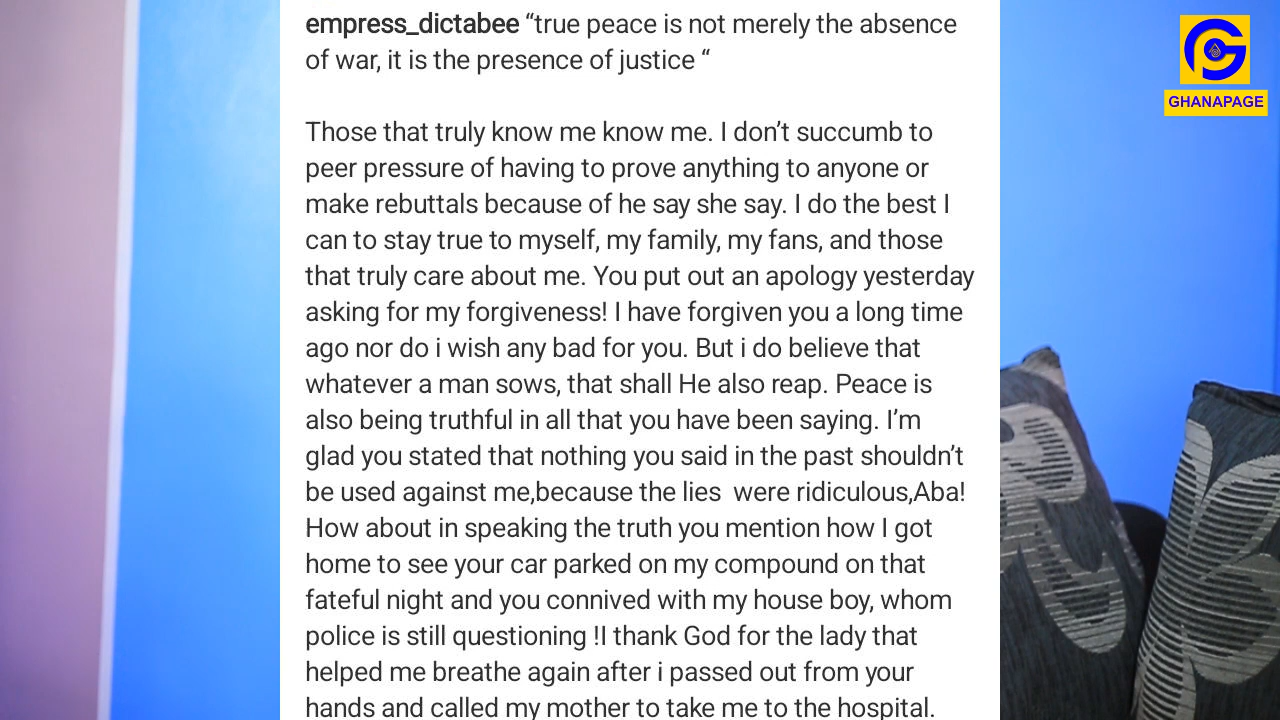 empress_dictabee “true peace is not merely the absence
of war, it is the presence of justice “
Those that truly know me know me. I don’t succumb to
peer pressure of having to prove anything to anyone or
make rebuttals because of he say she say. I do the best I
can to stay true to myself, my family, my fans, and those
that truly care about me. You put out an apology yesterday
asking for my forgiveness! I have forgiven you a long time
ago nor do i wish any bad for you. But i do believe that
whatever a man sows, that shall He also reap. Peace is
also being truthful in all that you have been saying. I’m
glad you stated that nothing you said in the past shouldn’t
be used against me,because the lies  were ridiculous,Aba!
How about in speaking the truth you mention how I got
home to see your car parked on my compound on that
fateful night and you connived with my house boy, whom
police is still questioning !I thank God for the lady that
helped me breathe again after i passed out from your
hands and called my mother to take me to the hospital.
GHANAPAGE